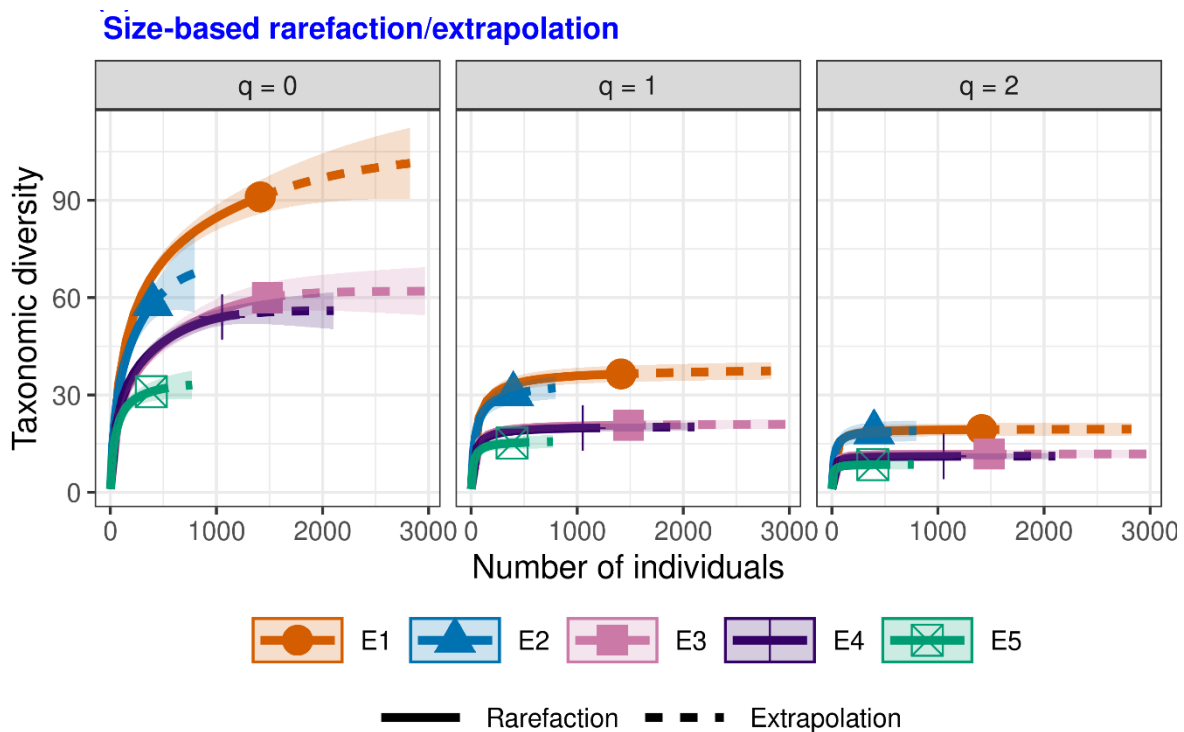 Size-based rarefaction/extrapolation
q = 0 q = 1 q = 2
Taxonomic diversity
90
60
30
0
0 1000 2000 3000 0 1000 2000 3000 0 1000 2000 3000
Number of individuals
E1 E2 E3 E4 E5
Rarefaction Extrapolation